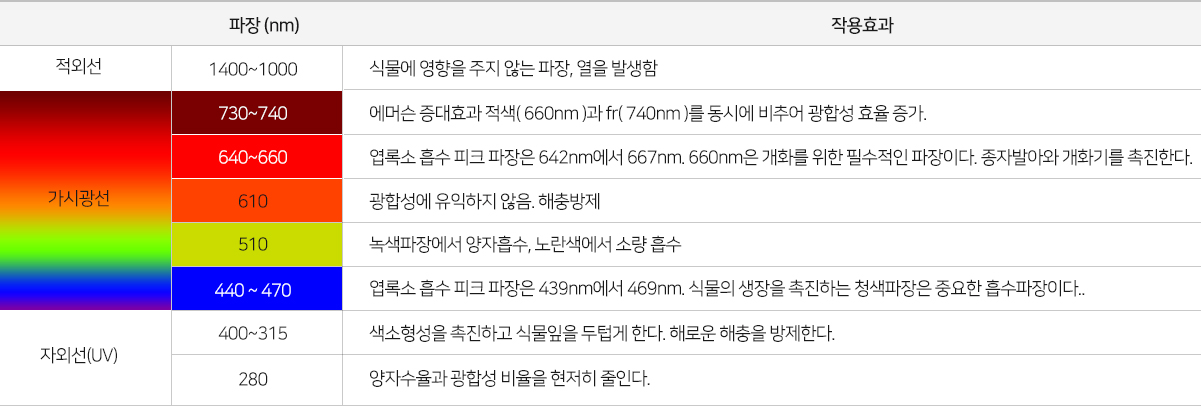 파장 (nm) 작용효과
적외선 1400~1000 식물에 영향을 주지 않는 파장, 열을 발생함
730~740 에머슨 증대효과 적색( 660nm )과 fr( 740nm )를 동시에 비추어 광합성 효율 증가.
640~660 엽록소 흡수 피크 파장은 642nm에서 667nm. 660nm은 개화를 위한 필수적인 파장이다. 종자발아와 개화기를 촉진한다.
가시광선 610 광합성에 유익하지 않음. 해충방제
510 녹색파장에서 양자흡수, 노란색에서 소량 흡수
440 ~ 470 엽록소 흡수 피크 파장은 439nm에서 469nm. 식물의 생장을 촉진하는 청색파장은 중요한 흡수파장이다..
400~315 색소형성을 촉진하고 식물잎을 두텁게 한다. 해로운 해충을 방제한다.
자외선(UV)
280 양자수율과 광합성 비율을 현저히 줄인다.